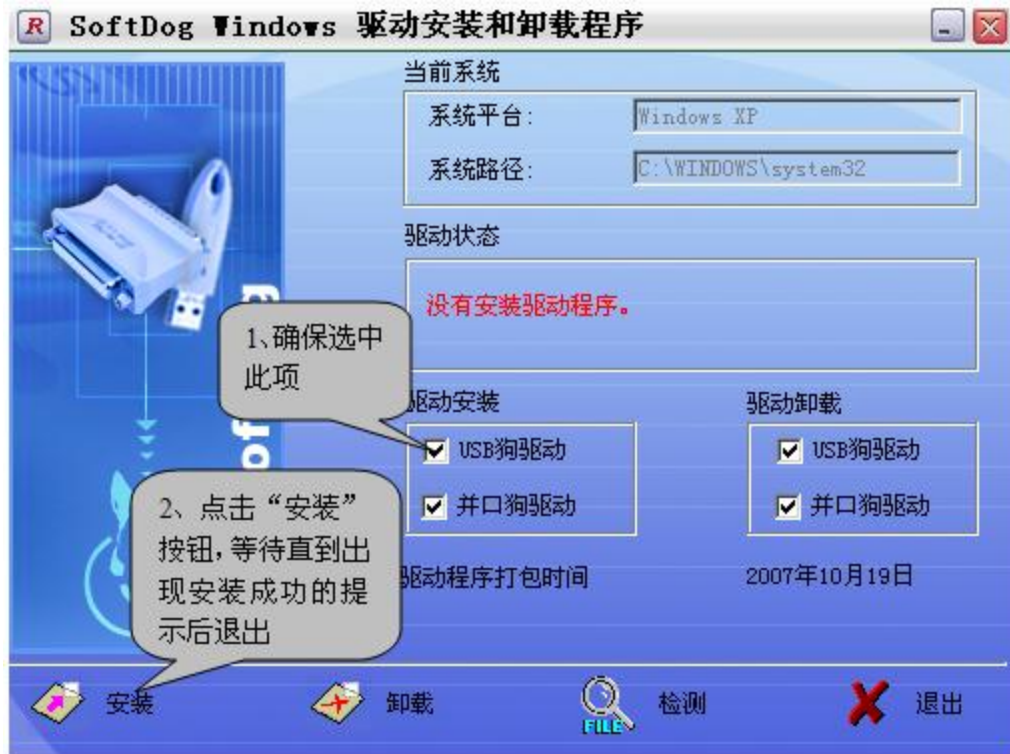 R SoftDog Windows 驱动安装和卸载程序
当前系统
系统平台: Windows XP
系统路径: C:\WINDOWS\system32
驱动状态
没有安装驱动程序。
1、确保选中
此项
驱动安装 驱动卸载
USB狗驱动 USB狗驱动
并口狗驱动 并口狗驱动
2、点击“安装”
按钮,等待直到出
现安装成功的提
示后退出
驱动程序打包时间 2007年10月19日
安装 卸载 FILE 检测 退出